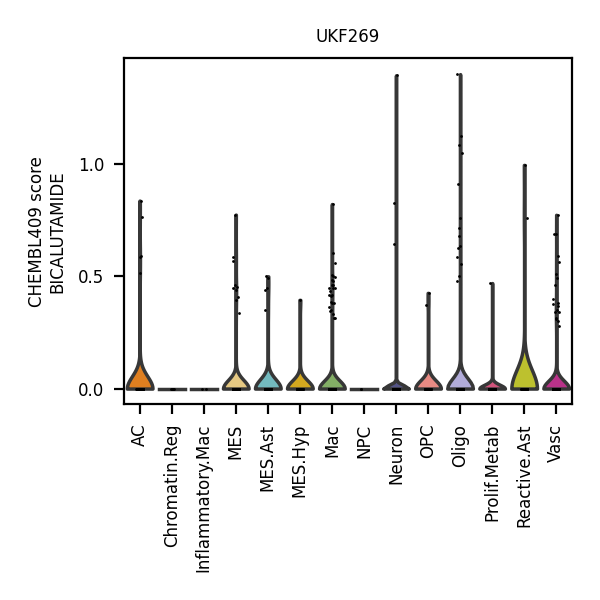 UKF269
CHEMBL409 score
BICALUTAMIDE
1.0
0.5
0.0
AC
Chromatin.Reg
Inflammatory.Mac
MES
MES.Ast
MES.Hyp
Mac
NPC
Neuron
OPC
Oligo
Prolif.Metab
Reactive.Ast
Vasc